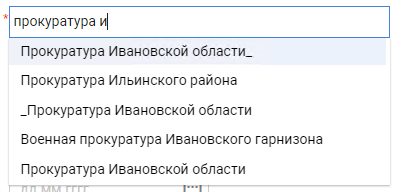 * прокуратура и
Прокуратура Ивановской области_
Прокуратура Ильинского района
_Прокуратура Ивановской области
Военная прокуратура Ивановского гарнизона
Прокуратура Ивановской области